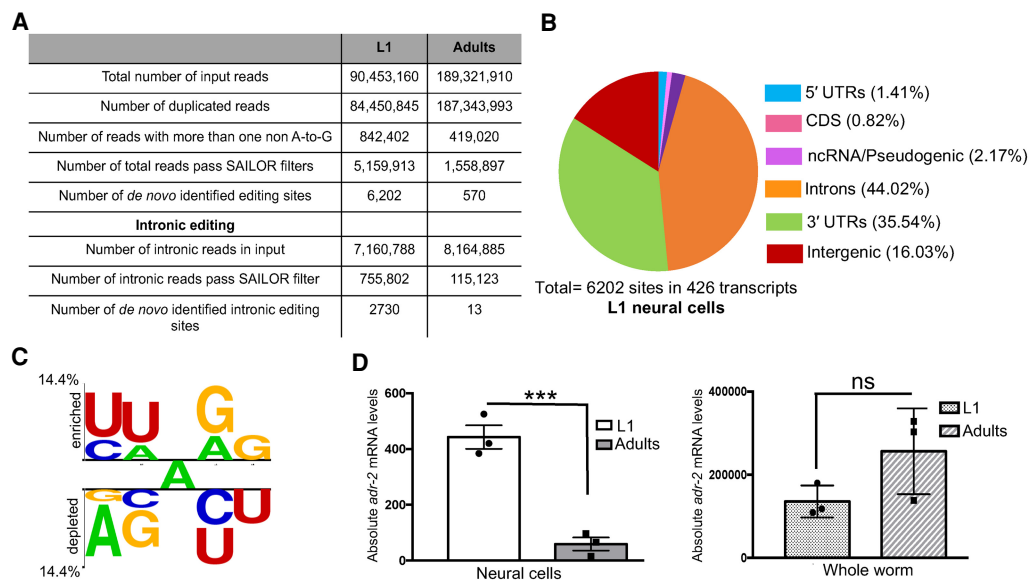 A
L1 Adults
Total number of input reads 90,453,160 189,321,910
Number of duplicated reads 84,450,845 187,343,993
Number of reads with more than one non A-to-G 842,402 419,020
Number of total reads pass SAILOR filters 5,159,913 1,558,897
Number of de novo identified editing sites 6,202 570
Intronic editing
Number of intronic reads in input 7,160,788 8,164,885
Number of intronic reads pass SAILOR filter 755,802 115,123
Number of de novo identified intronic editing
sites 2730 13
B
5′ UTRs (1.41%)
CDS (0.82%)
ncRNA/Pseudogenic (2.17%)
Introns (44.02%)
3′ UTRs (35.54%)
Intergenic (16.03%)
Total= 6202 sites in 426 transcripts
L1 neural cells
C
14.4%
enriched
U U G
C A A G
A
G C C U
A G U
depleted
14.4%
D
Absolute adr-2 mRNA levels
600
400
200
0
***
L1
Adults
Neural cells
Absolute adr-2 mRNA levels
400000
200000
0
ns
L1
Adults
Whole worm